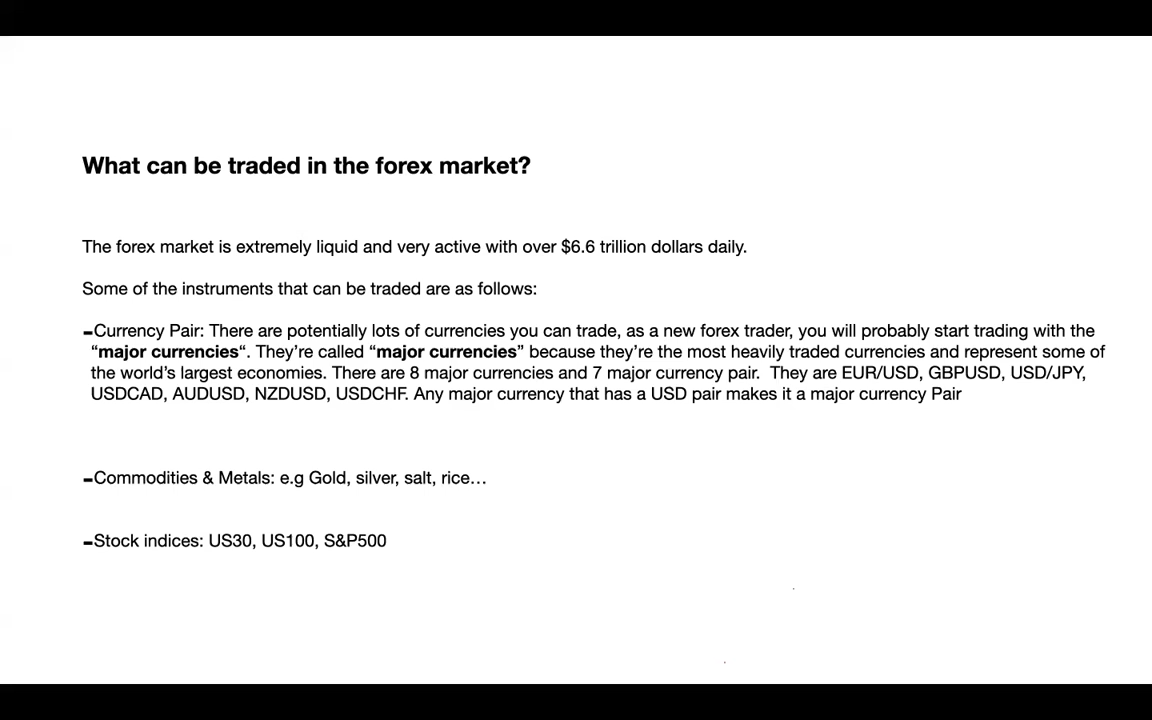 What can be traded in the forex market?
The forex market is extremely liquid and very active with over $6.6 trillion dollars daily.
Some of the instruments that can be traded are as follows:
-Currency Pair: There are potentially lots of currencies you can trade, as a new forex trader, you will probably start trading with the
“major currencies“. They’re called “major currencies” because they’re the most heavily traded currencies and represent some of
the world’s largest economies. There are 8 major currencies and 7 major currency pair.  They are EUR/USD, GBPUSD, USD/JPY,
USDCAD, AUDUSD, NZDUSD, USDCHF. Any major currency that has a USD pair makes it a major currency Pair
-Commodities & Metals: e.g Gold, silver, salt, rice…
-Stock indices: US30, US100, S&P500